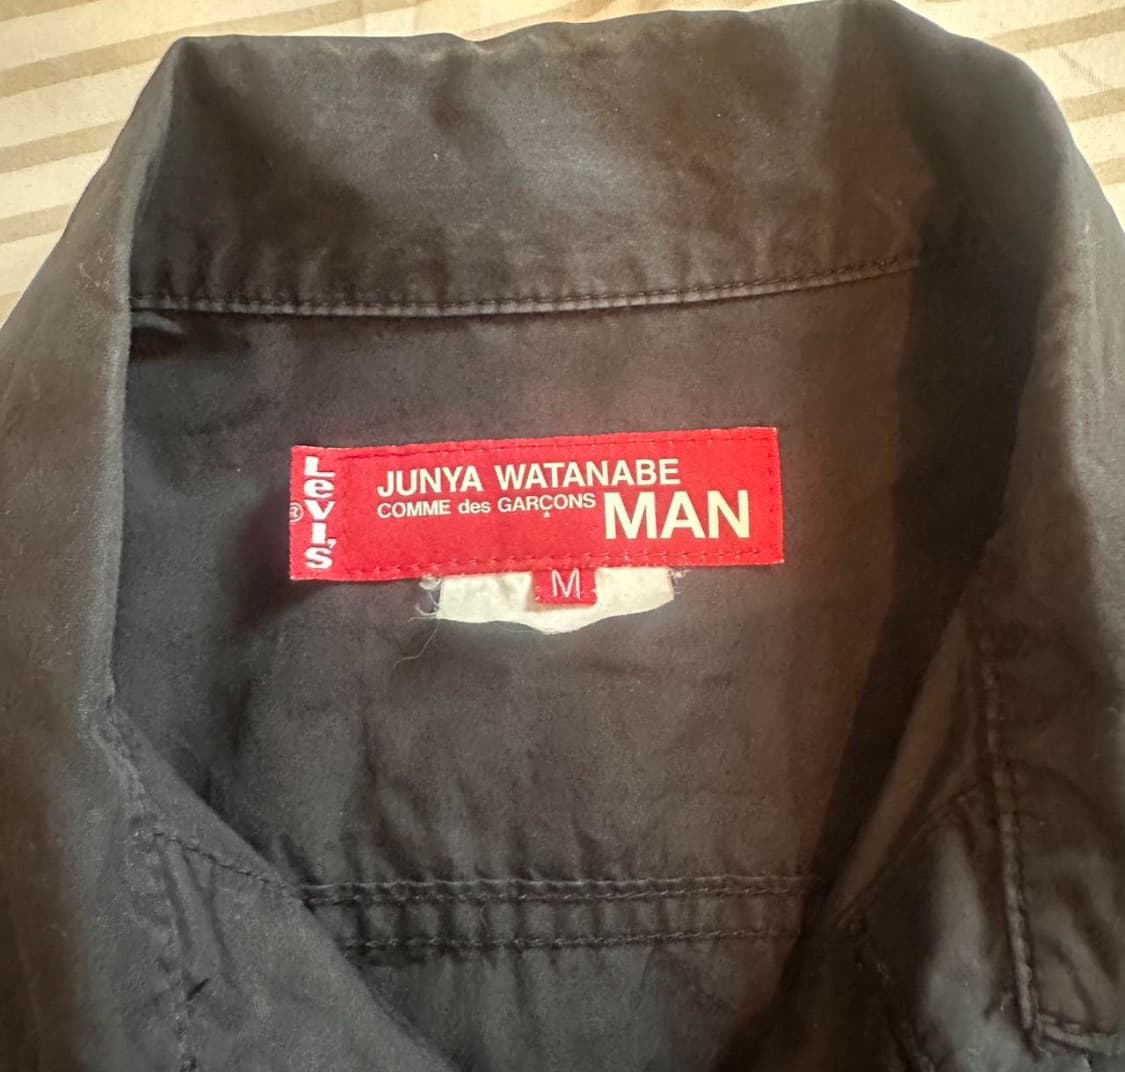 Levi's
®
JUNYA WATANABE
COMME des GARÇONS MAN
M